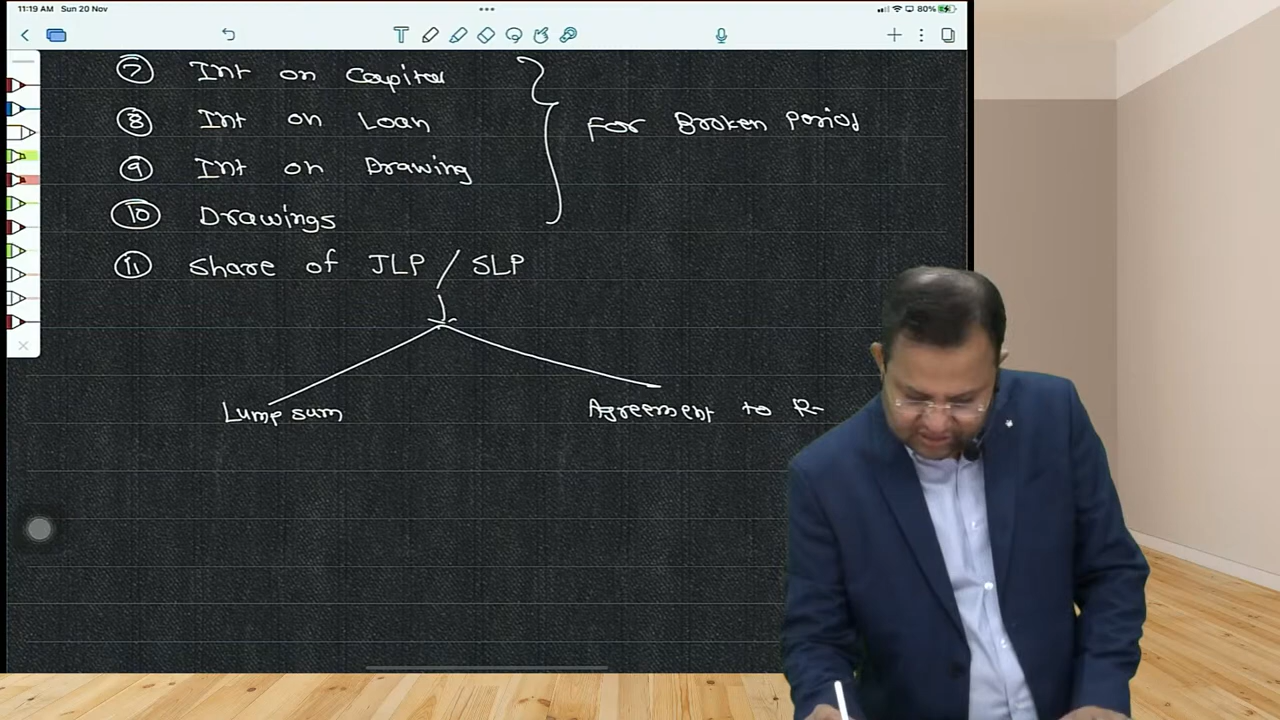 11:19 AM Sun 20 Nov
80%
7 Int on Capital
8 Int on Loan
For Broken Period
9 Int on Drawing
10 Drawings
11 Share of JLP / SLP
Lump sum
Agreement to R